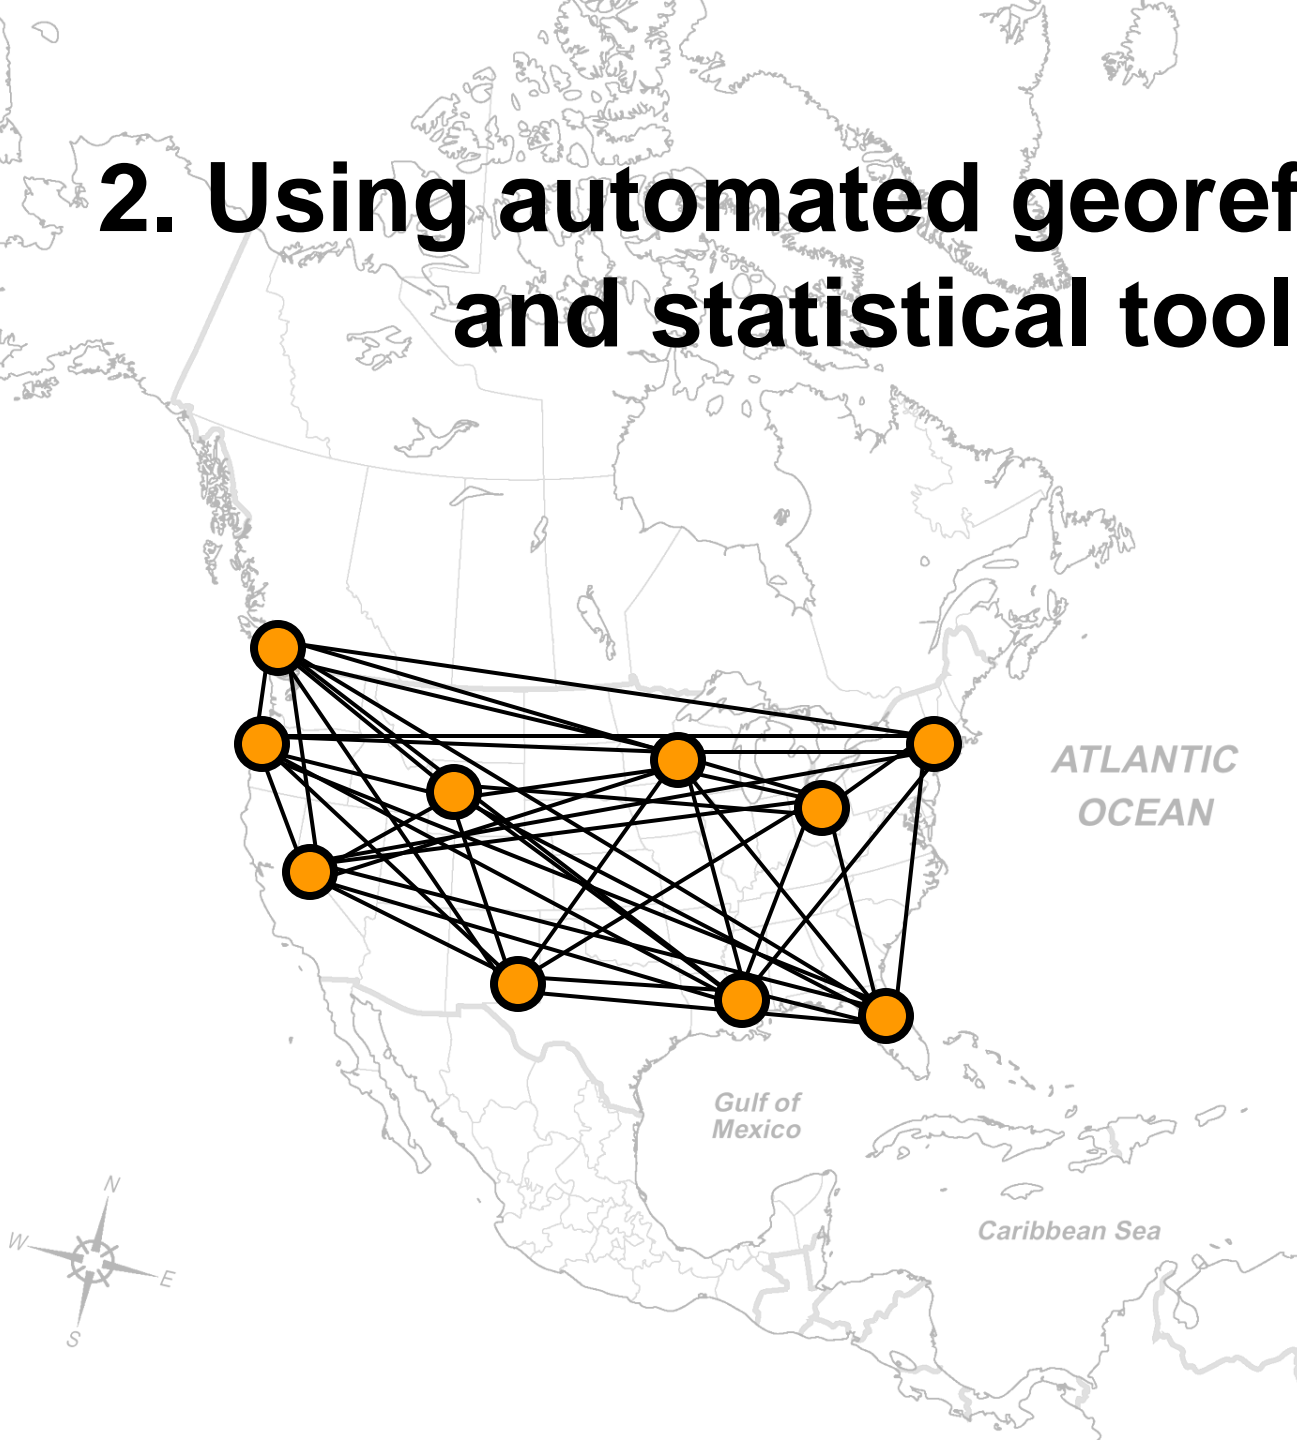 2. Using automated georef
and statistical tool
ATLANTIC
OCEAN
Gulf of
Mexico
Caribbean Sea
N
W
E
S